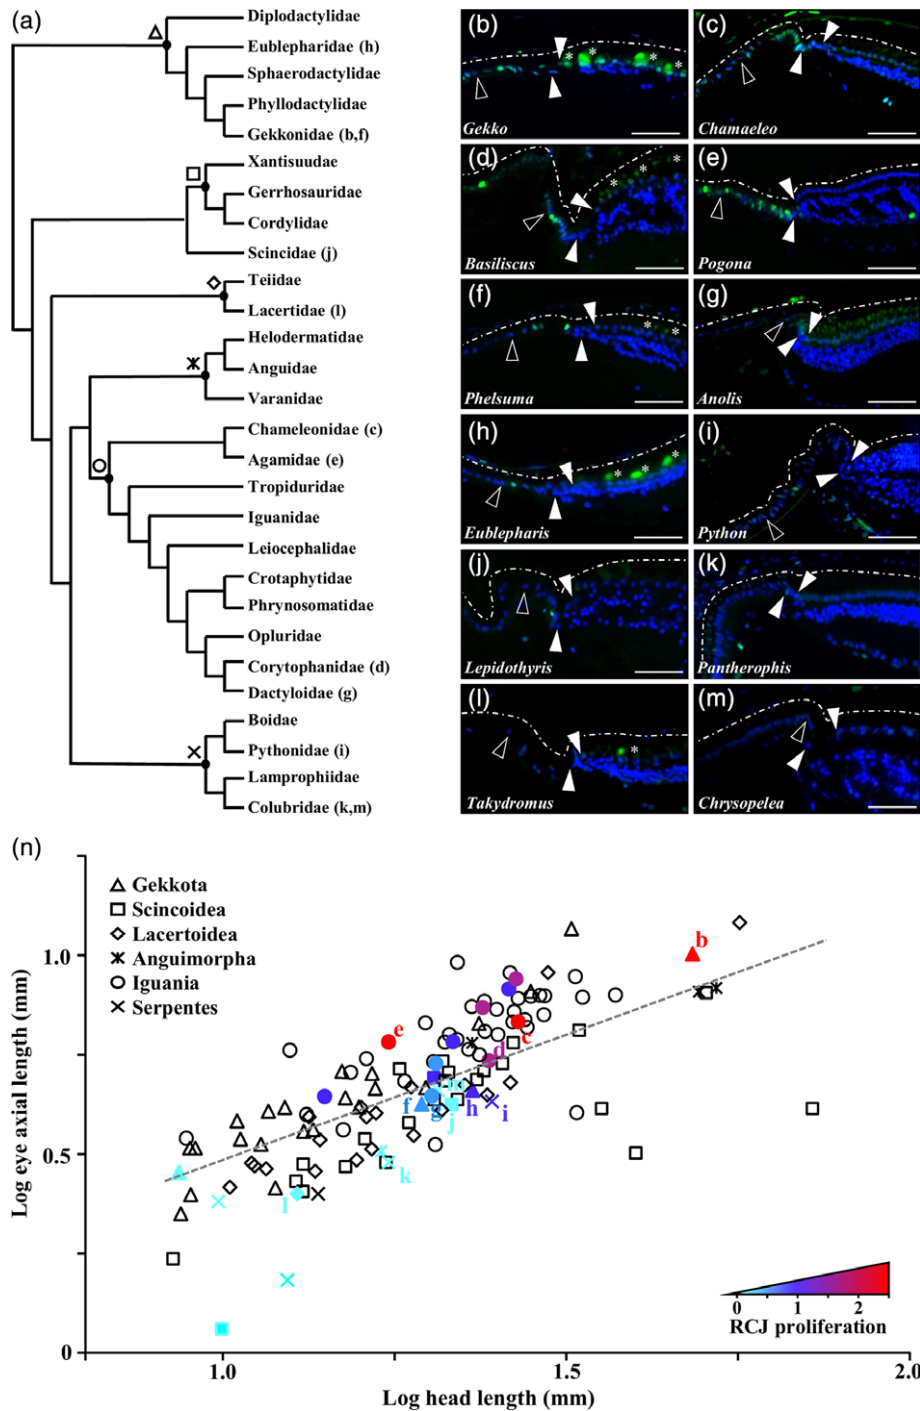 (a)
Diplodactylidae
Eublepharidae (h)
Sphaerodactylidae
Phyllodactylidae
Gekkonidae (b,f)
Xantisuudae
Gerrhosauridae
Cordylidae
Scincidae (j)
Teiidae
Lacertidae (l)
Helodermatidae
Anguidae
Varanidae
Chameleonidae (c)
Agamidae (e)
Tropiduridae
Iguanidae
Leiocephalidae
Crotaphytidae
Phrynosomatidae
Opluridae
Corytophanidae (d)
Dactyloidae (g)
Boidae
Pythonidae (i)
Lamprophiidae
Colubridae (k,m)
(b)
* * * *
Gekko
(c)
Chamaeleo
(d)
* * * *
Basiliscus
(e)
Pogona
(f)
* *
Phelsuma
(g)
Anolis
(h)
* * *
Eublepharis
(i)
Python
(j)
Lepidothyris
(k)
Pantherophis
(l)
*
Takydromus
(m)
Chrysopelea
(n)
Gekkota
Scincoidea
Lacertoidea
Anguimorpha
Iguania
Serpentes
Log eye axial length (mm)
1.0
0.5
0
b
e
c
d
m
f
g
h
i
j
k
l
0 1 2
RCJ proliferation
1.0 1.5 2.0
Log head length (mm)